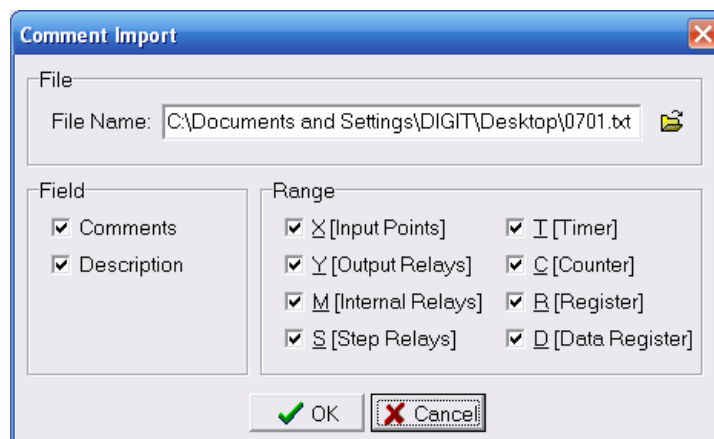 Comment Import
File
File Name: C:\Documents and Settings\DIGIT\Desktop\0701.txt
Field
Comments
Description
Range
X [Input Points]
Y [Output Relays]
M [Internal Relays]
S [Step Relays]
T [Timer]
C [Counter]
R [Register]
D [Data Register]
OK
Cancel